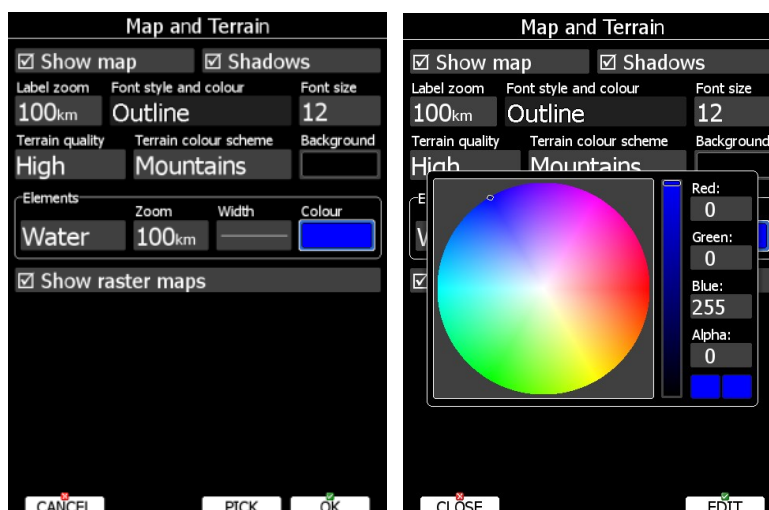 Map and Terrain
Show map Shadows
Label zoom Font style and colour Font size
100km Outline 12
Terrain quality Terrain colour scheme Background
High Mountains
Elements
Zoom Width Colour
Water 100km
Show raster maps
CANCEL PICK OK
Map and Terrain
Show map Shadows
Label zoom Font style and colour Font size
100km Outline 12
Terrain quality Terrain colour scheme Background
High Mountains
Red:
0
Green:
0
Blue:
255
Alpha:
0
CLOSE EDIT